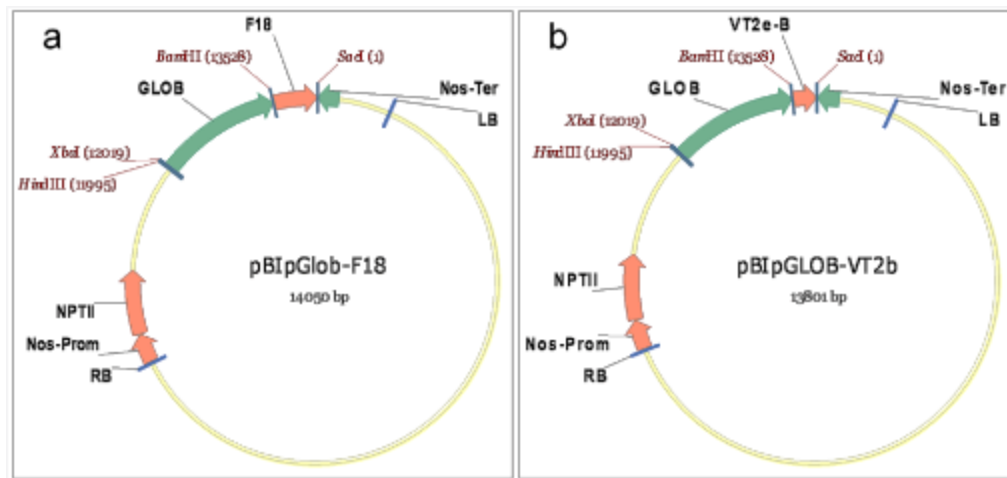 a
F18
BamHI (13528)
SacI (1)
GLOB
Nos-Ter
LB
XbaI (12019)
HindIII (11995)
pBIpGlob-F18
14050 bp
NPTII
Nos-Prom
RB
b
VT2e-B
BamHI (13528)
SacI (1)
GLOB
Nos-Ter
LB
XbaI (12019)
HindIII (11995)
pBIpGLOB-VT2b
13801 bp
NPTII
Nos-Prom
RB